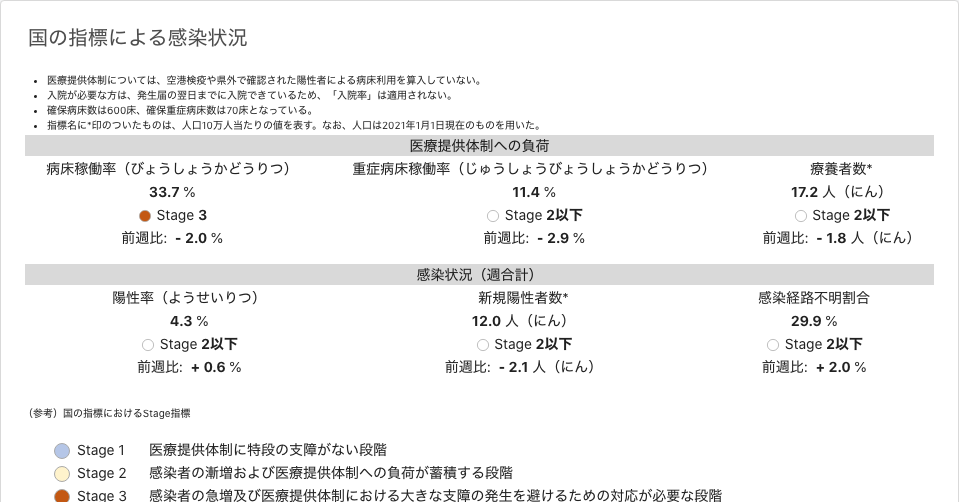 国の指標による感染状況
• 医療提供体制については、空港検疫や県外で確認された陽性者による病床利用を算入していない。
• 入院が必要な方は、発生届の翌日までに入院できているため、「入院率」は適用されない。
• 確保病床数は600床、確保重症病床数は70床となっている。
• 指標名に*印のついたものは、人口10万人当たりの値を表す。なお、人口は2021年1月1日現在のものを用いた。
医療提供体制への負荷
病床稼働率（びょうしょうかどうりつ） 重症病床稼働率（じゅうしょうびょうしょうかどうりつ） 療養者数*
33.7 % 11.4 % 17.2 人（にん）
Stage 3 Stage 2以下 Stage 2以下
前週比: - 2.0 % 前週比: - 2.9 % 前週比: - 1.8 人（にん）
感染状況（週合計）
陽性率（ようせいりつ） 新規陽性者数* 感染経路不明割合
4.3 % 12.0 人（にん） 29.9 %
Stage 2以下 Stage 2以下 Stage 2以下
前週比: + 0.6 % 前週比: - 2.1 人（にん） 前週比: + 2.0 %
（参考）国の指標におけるStage指標
Stage 1 医療提供体制に特段の支障がない段階
Stage 2 感染者の漸増および医療提供体制への負荷が蓄積する段階
Stage 3 感染者の急増及び医療提供体制における大きな支障の発生を避けるための対応が必要な段階